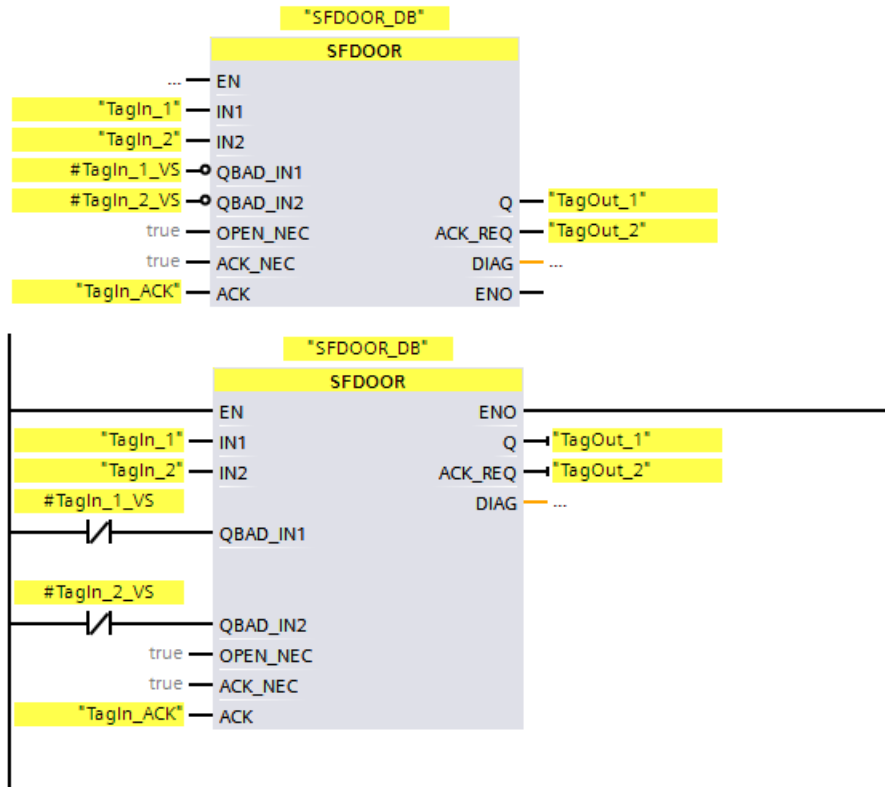 "SFDOOR_DB"
SFDOOR
... EN
"TagIn_1" IN1
"TagIn_2" IN2
#TagIn_1_VS QBAD_IN1
#TagIn_2_VS QBAD_IN2 Q "TagOut_1"
true OPEN_NEC ACK_REQ "TagOut_2"
true ACK_NEC DIAG ...
"TagIn_ACK" ACK ENO
"SFDOOR_DB"
SFDOOR
EN ENO
"TagIn_1" IN1 Q "TagOut_1"
"TagIn_2" IN2 ACK_REQ "TagOut_2"
#TagIn_1_VS DIAG ...
QBAD_IN1
#TagIn_2_VS
QBAD_IN2
true OPEN_NEC
true ACK_NEC
"TagIn_ACK" ACK